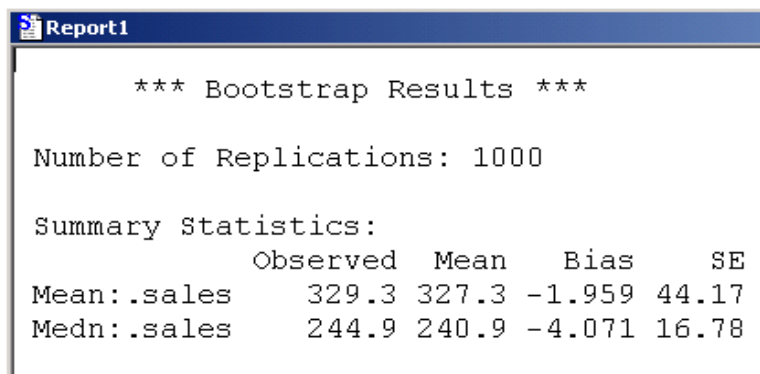 Report1
*** Bootstrap Results ***
Number of Replications: 1000
Summary Statistics:
Observed Mean Bias SE
Mean:.sales 329.3 327.3 -1.959 44.17
Medn:.sales 244.9 240.9 -4.071 16.78